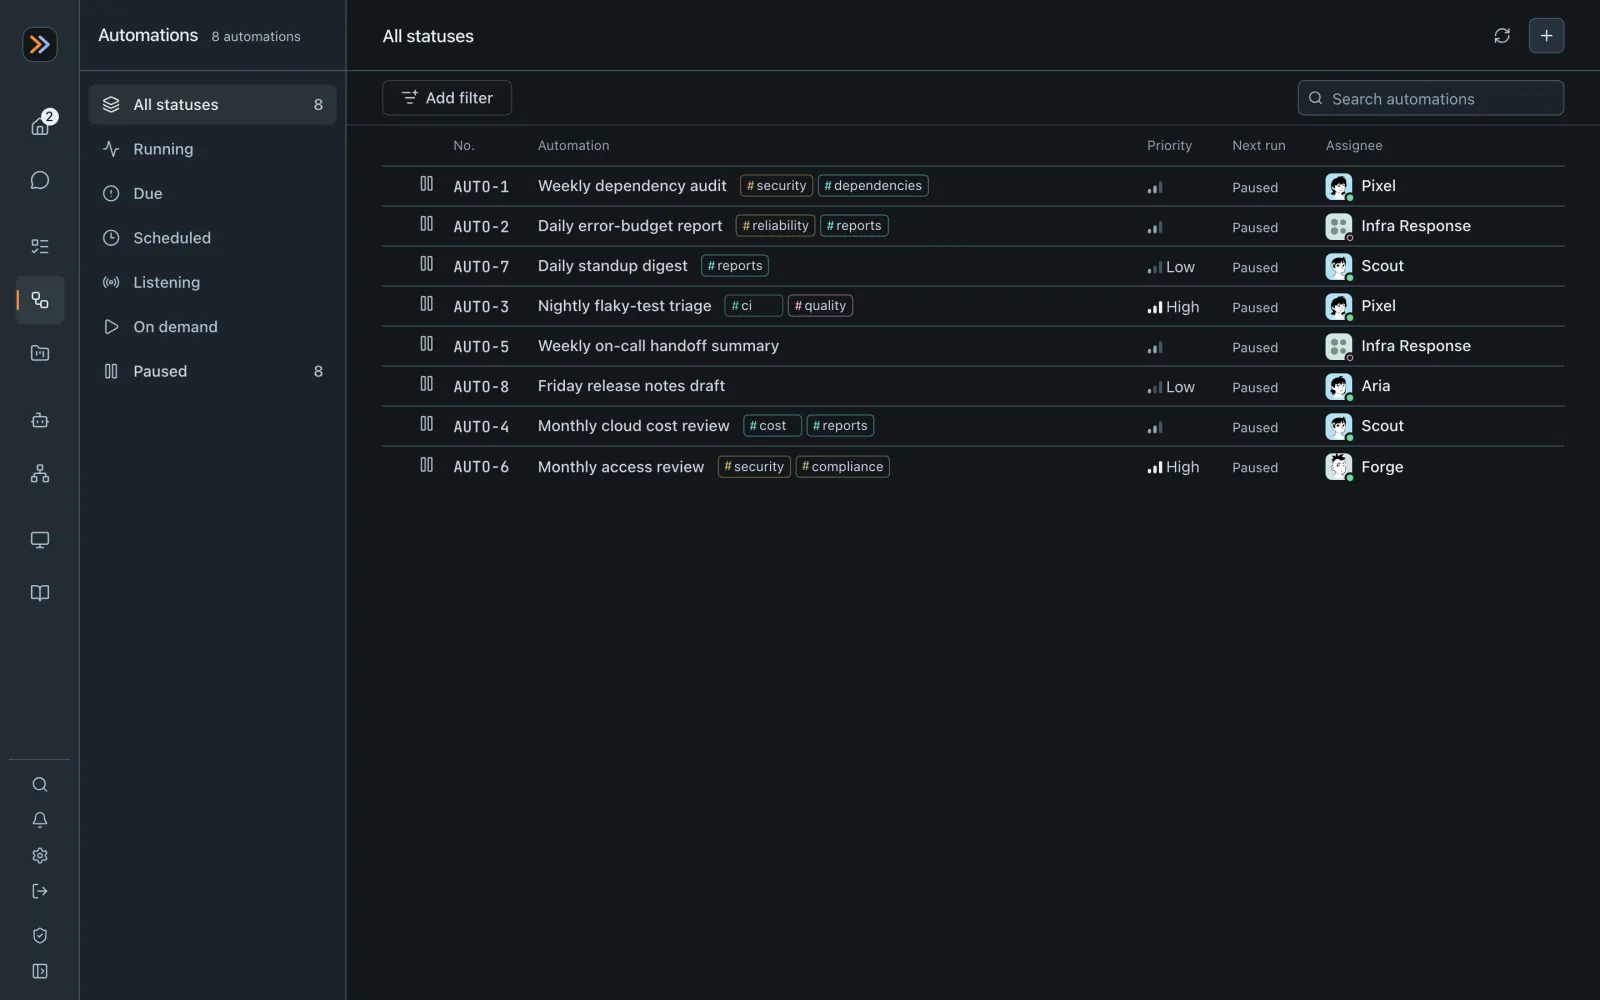 Automations 8 automations
All statuses
2
All statuses 8
Running
Due
Scheduled
Listening
On demand
Paused 8
Add filter
Search automations
No. Automation Priority Next run Assignee
AUTO-1 Weekly dependency audit #security #dependencies Paused Pixel
AUTO-2 Daily error-budget report #reliability #reports Paused Infra Response
AUTO-7 Daily standup digest #reports Low Paused Scout
AUTO-3 Nightly flaky-test triage #ci #quality High Paused Pixel
AUTO-5 Weekly on-call handoff summary Paused Infra Response
AUTO-8 Friday release notes draft Low Paused Aria
AUTO-4 Monthly cloud cost review #cost #reports Paused Scout
AUTO-6 Monthly access review #security #compliance High Paused Forge